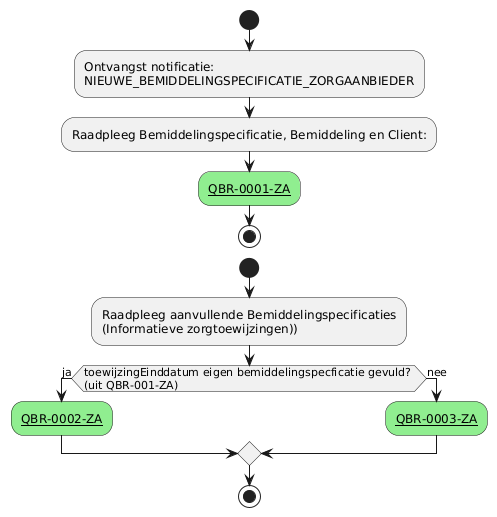 Ontvangst notificatie:
NIEUWE_BEMIDDELINGSPECIFICATIE_ZORGAANBIEDER
Raadpleeg Bemiddelingspecificatie, Bemiddeling en Client:
QBR-0001-ZA
Raadpleeg aanvullende Bemiddelingspecificaties
(Informatieve zorgtoewijzingen))
ja
toewijzingEinddatum eigen bemiddelingspecficatie gevuld?
(uit QBR-001-ZA)
nee
QBR-0002-ZA
QBR-0003-ZA